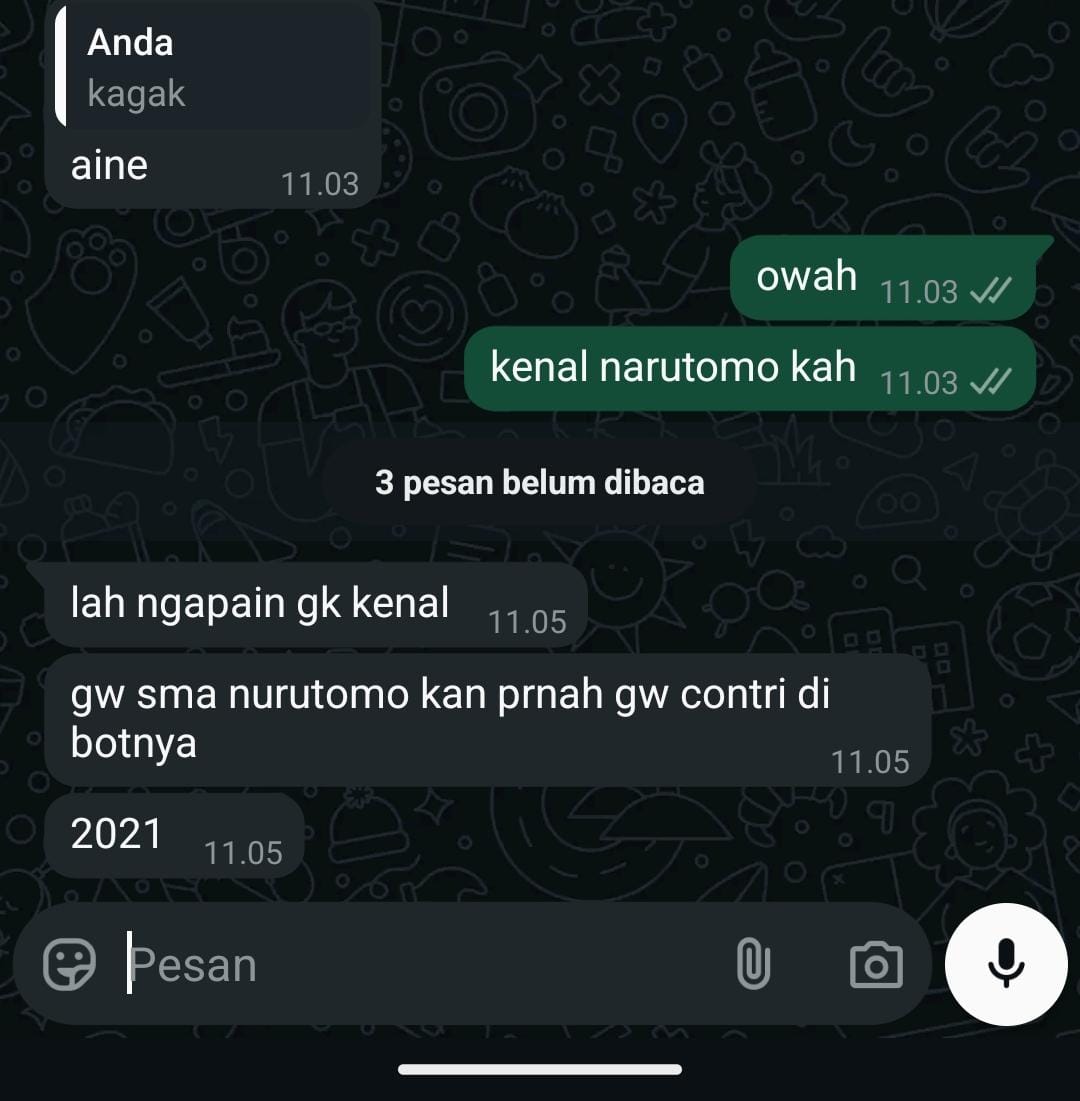 Anda
kagak
aine
11.03
owah
11.03
kenal narutomo kah
11.03
3 pesan belum dibaca
lah ngapain gk kenal
11.05
gw sma nurutomo kan prnah gw contri di
botnya
11.05
2021
11.05
Pesan